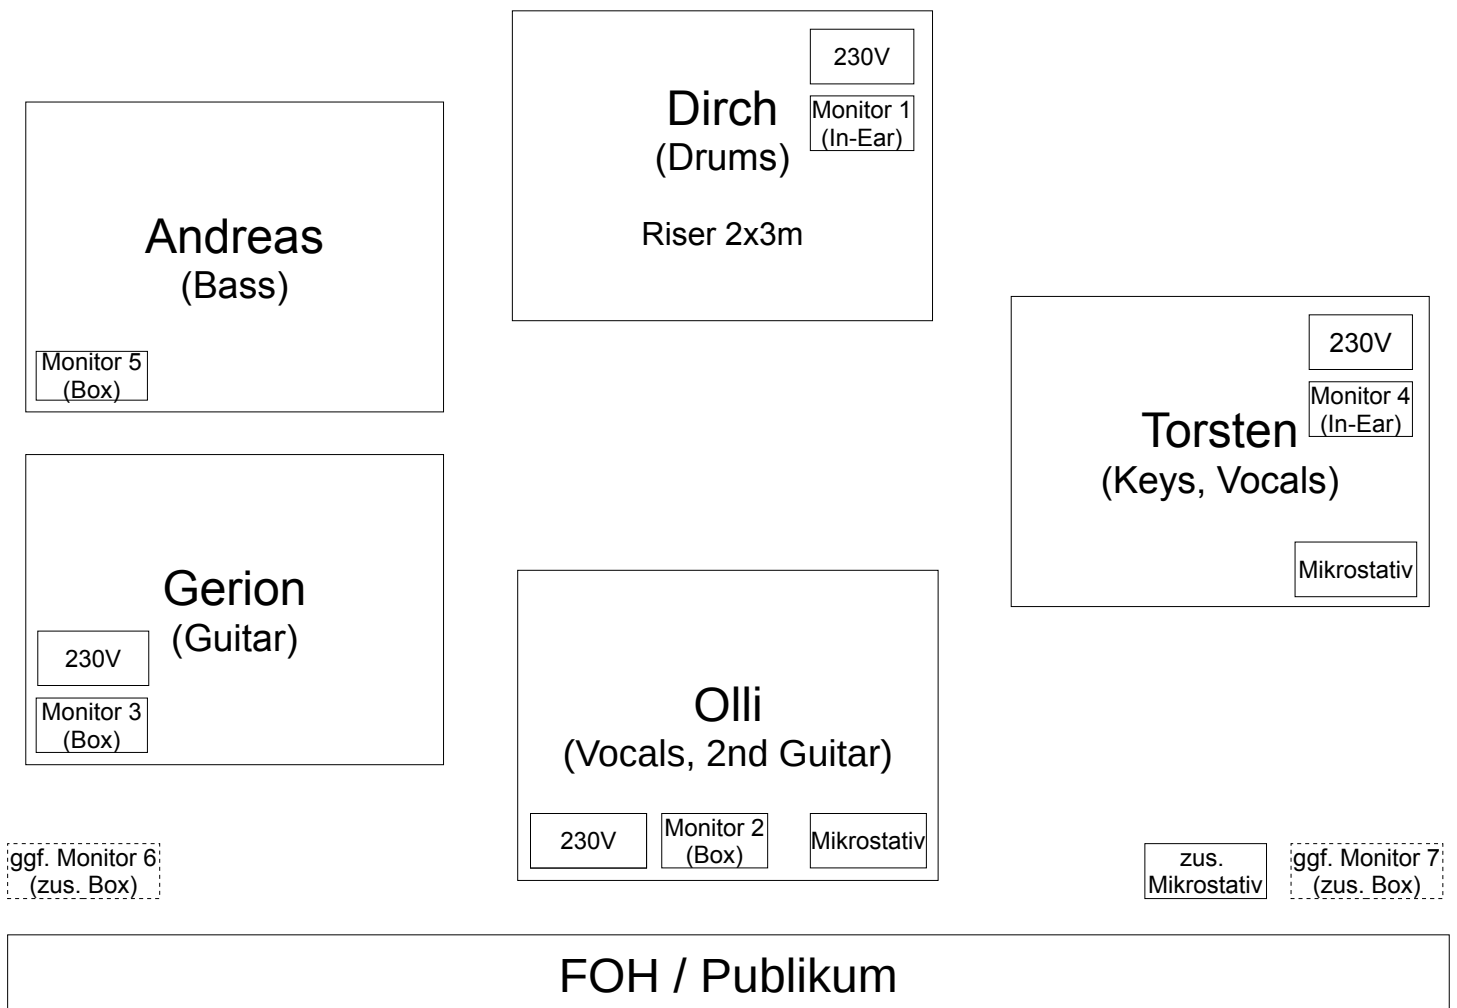 230V
Dirch
(Drums)
Monitor 1
(In-Ear)
Riser 2x3m
Andreas
(Bass)
Monitor 5
(Box)
230V
Monitor 4
(In-Ear)
Torsten
(Keys, Vocals)
Mikrostativ
Gerion
(Guitar)
230V
Monitor 3
(Box)
Olli
(Vocals, 2nd Guitar)
230V
Monitor 2
(Box)
Mikrostativ
ggf. Monitor 6
(zus. Box)
zus.
Mikrostativ
ggf. Monitor 7
(zus. Box)
FOH / Publikum